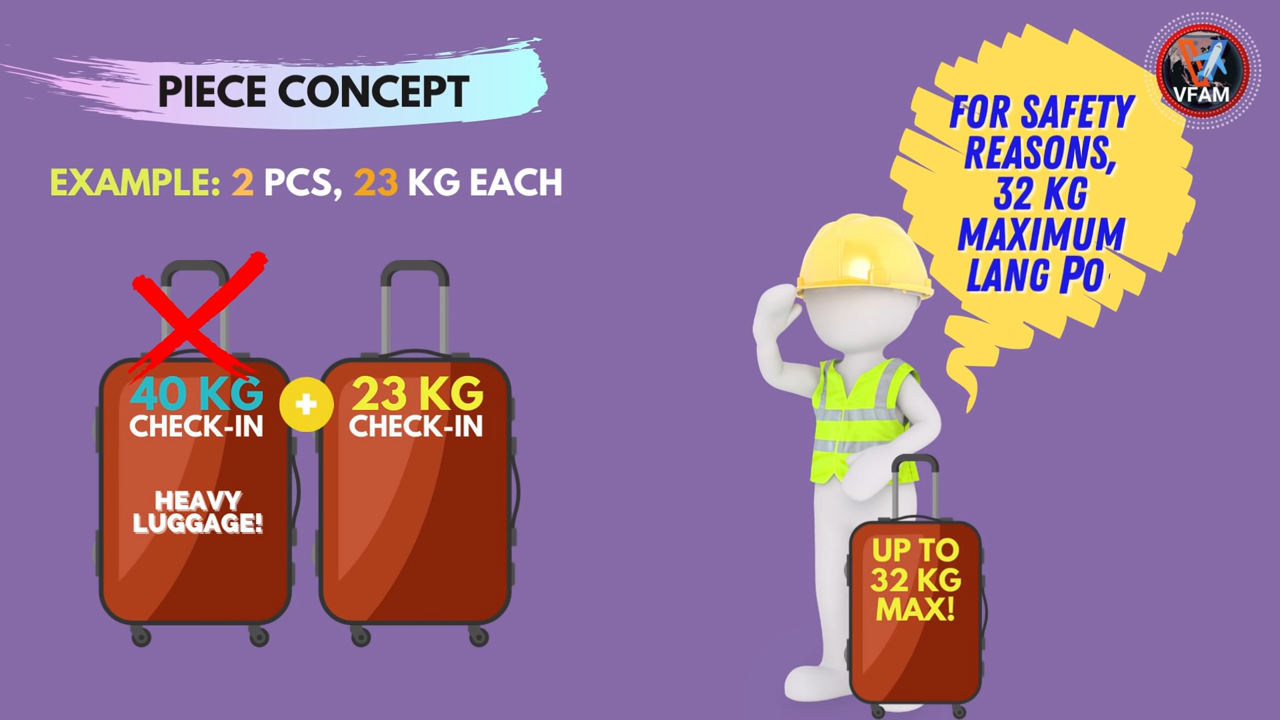 PIECE CONCEPT
EXAMPLE: 2 PCS, 23 KG EACH
40 KG
CHECK-IN
HEAVY
LUGGAGE!
+
23 KG
CHECK-IN
FOR SAFETY
REASONS,
32 KG
MAXIMUM
LANG PO
UP TO
32 KG
MAX!
VFAM